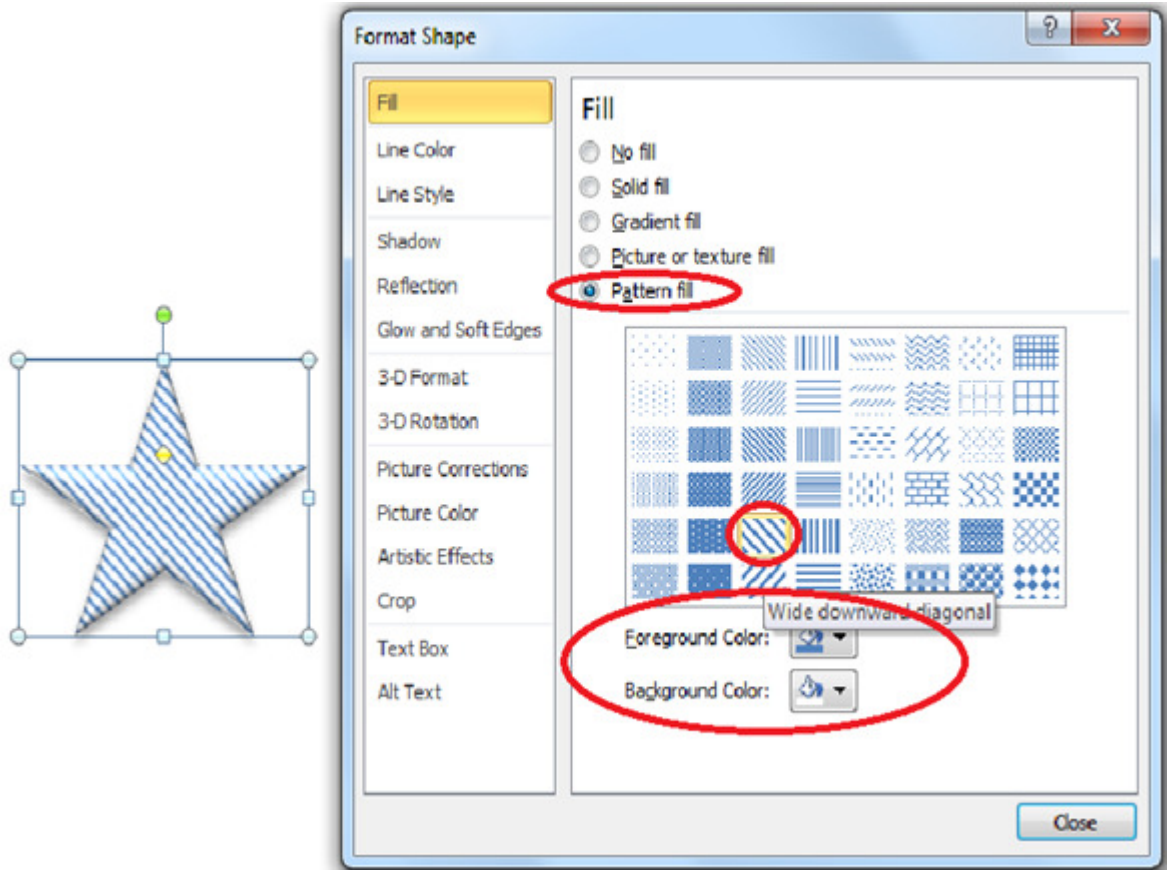 Format Shape
?
X
Fill
Line Color
Line Style
Shadow
Reflection
Glow and Soft Edges
3-D Format
3-D Rotation
Picture Corrections
Picture Color
Artistic Effects
Crop
Text Box
Alt Text
Fill
No fill
Solid fill
Gradient fill
Picture or texture fill
Pattern fill
Wide downward diagonal
Foreground Color:
Background Color:
Close